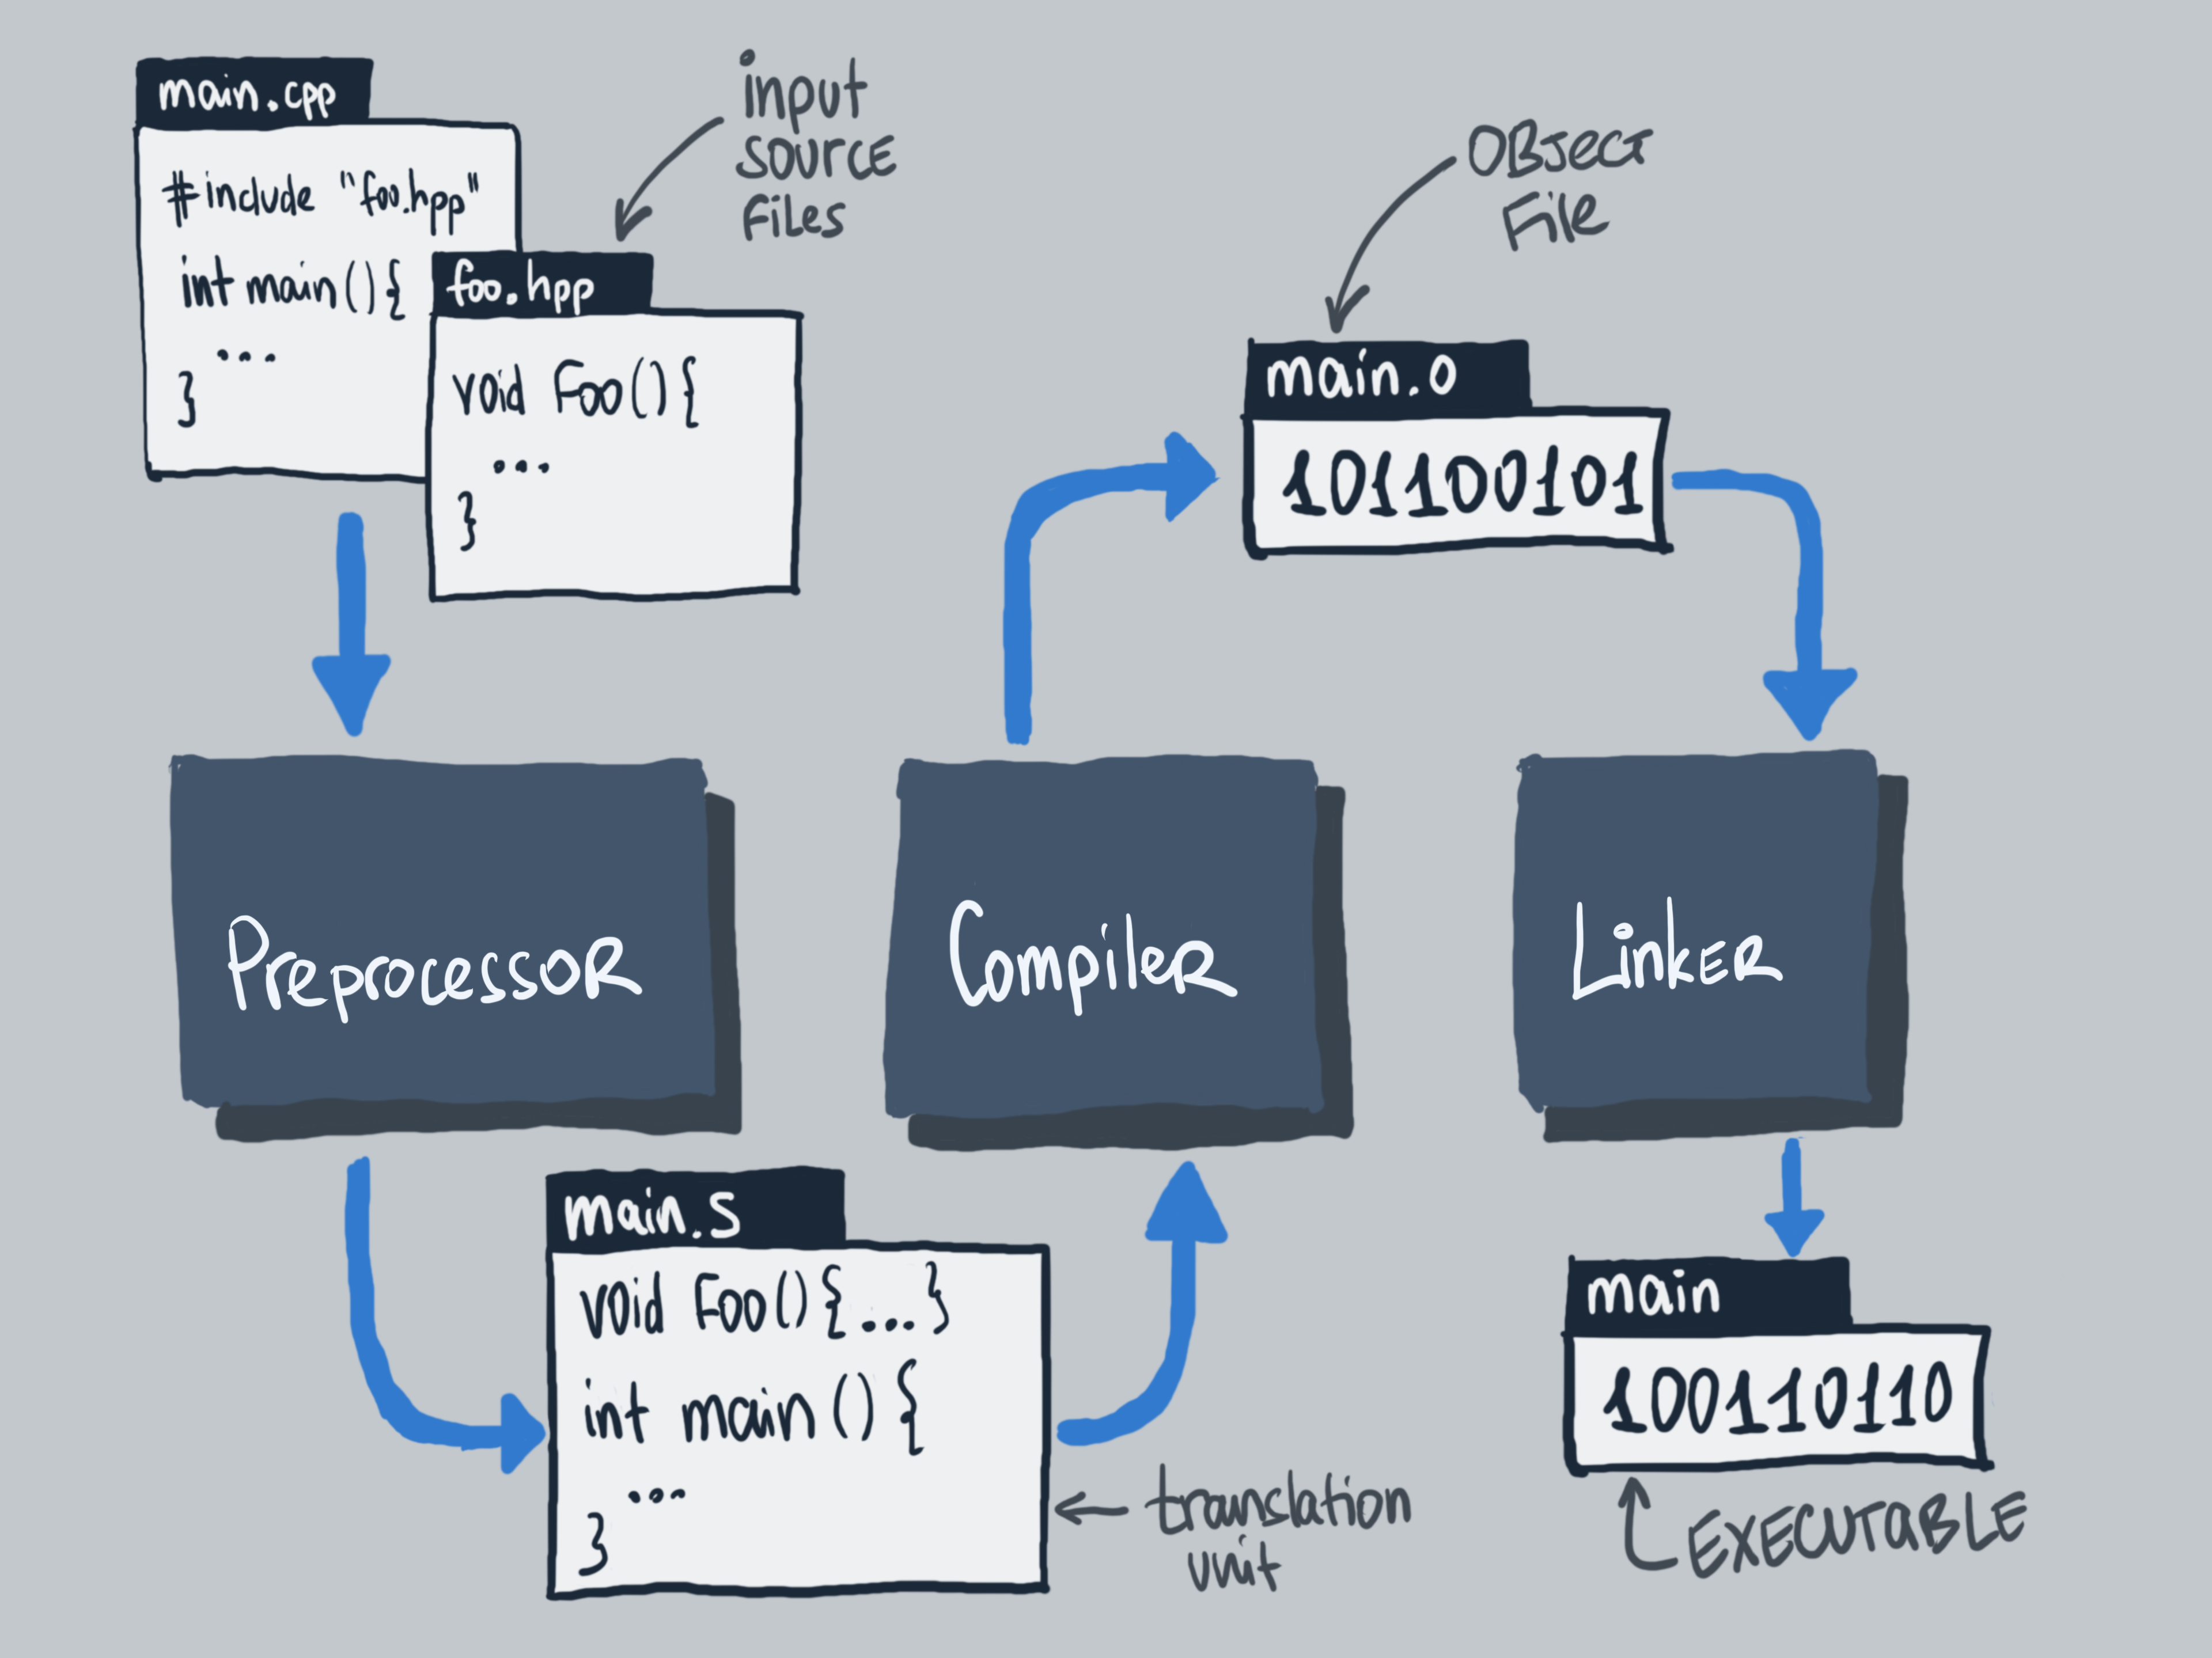 main.cpp
#include "foo.hpp"
int main(){
...
}
input
source
files
foo.hpp
void Foo(){
...
}
Object
File
main.o
101100101
Preprocessor
Compiler
Linker
main.s
void Foo(){...}
int main(){
...
}
translation
unit
main
100110110
EXECUTABLE